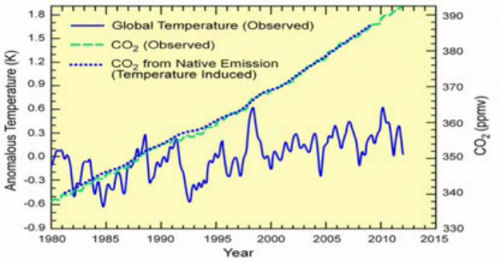 1.8
1.5
1.2
0.9
0.6
0.3
0.0
-0.3
-0.6
-0.9
Anomalous Temperature (K)
Global Temperature (Observed)
CO2 (Observed)
CO2 from Native Emission
(Temperature Induced)
390
380
370
360
350
340
330
CO2 (ppmv)
1980 1985 1990 1995 2000 2005 2010 2015
Year